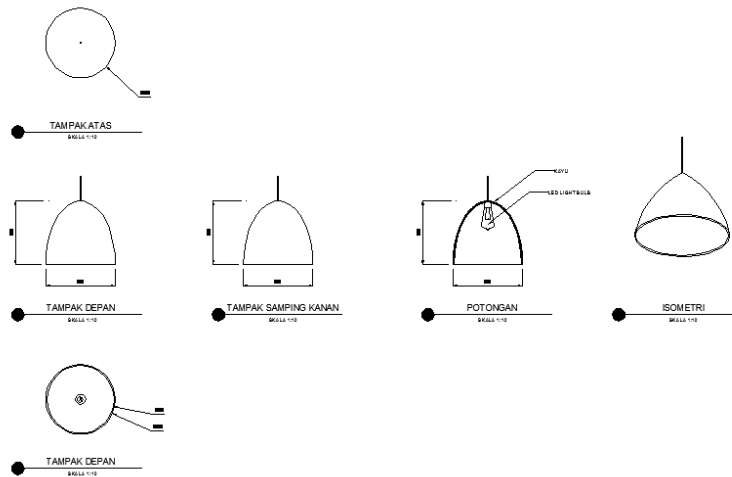 TAMPAK ATAS
SKALA 1:10
KAYU
LED LIGHTBULB
TAMPAK DEPAN
SKALA 1:10
TAMPAK SAMPING KANAN
SKALA 1:10
POTONGAN
SKALA 1:10
ISOMETRI
SKALA 1:10
TAMPAK DEPAN
SKALA 1:10